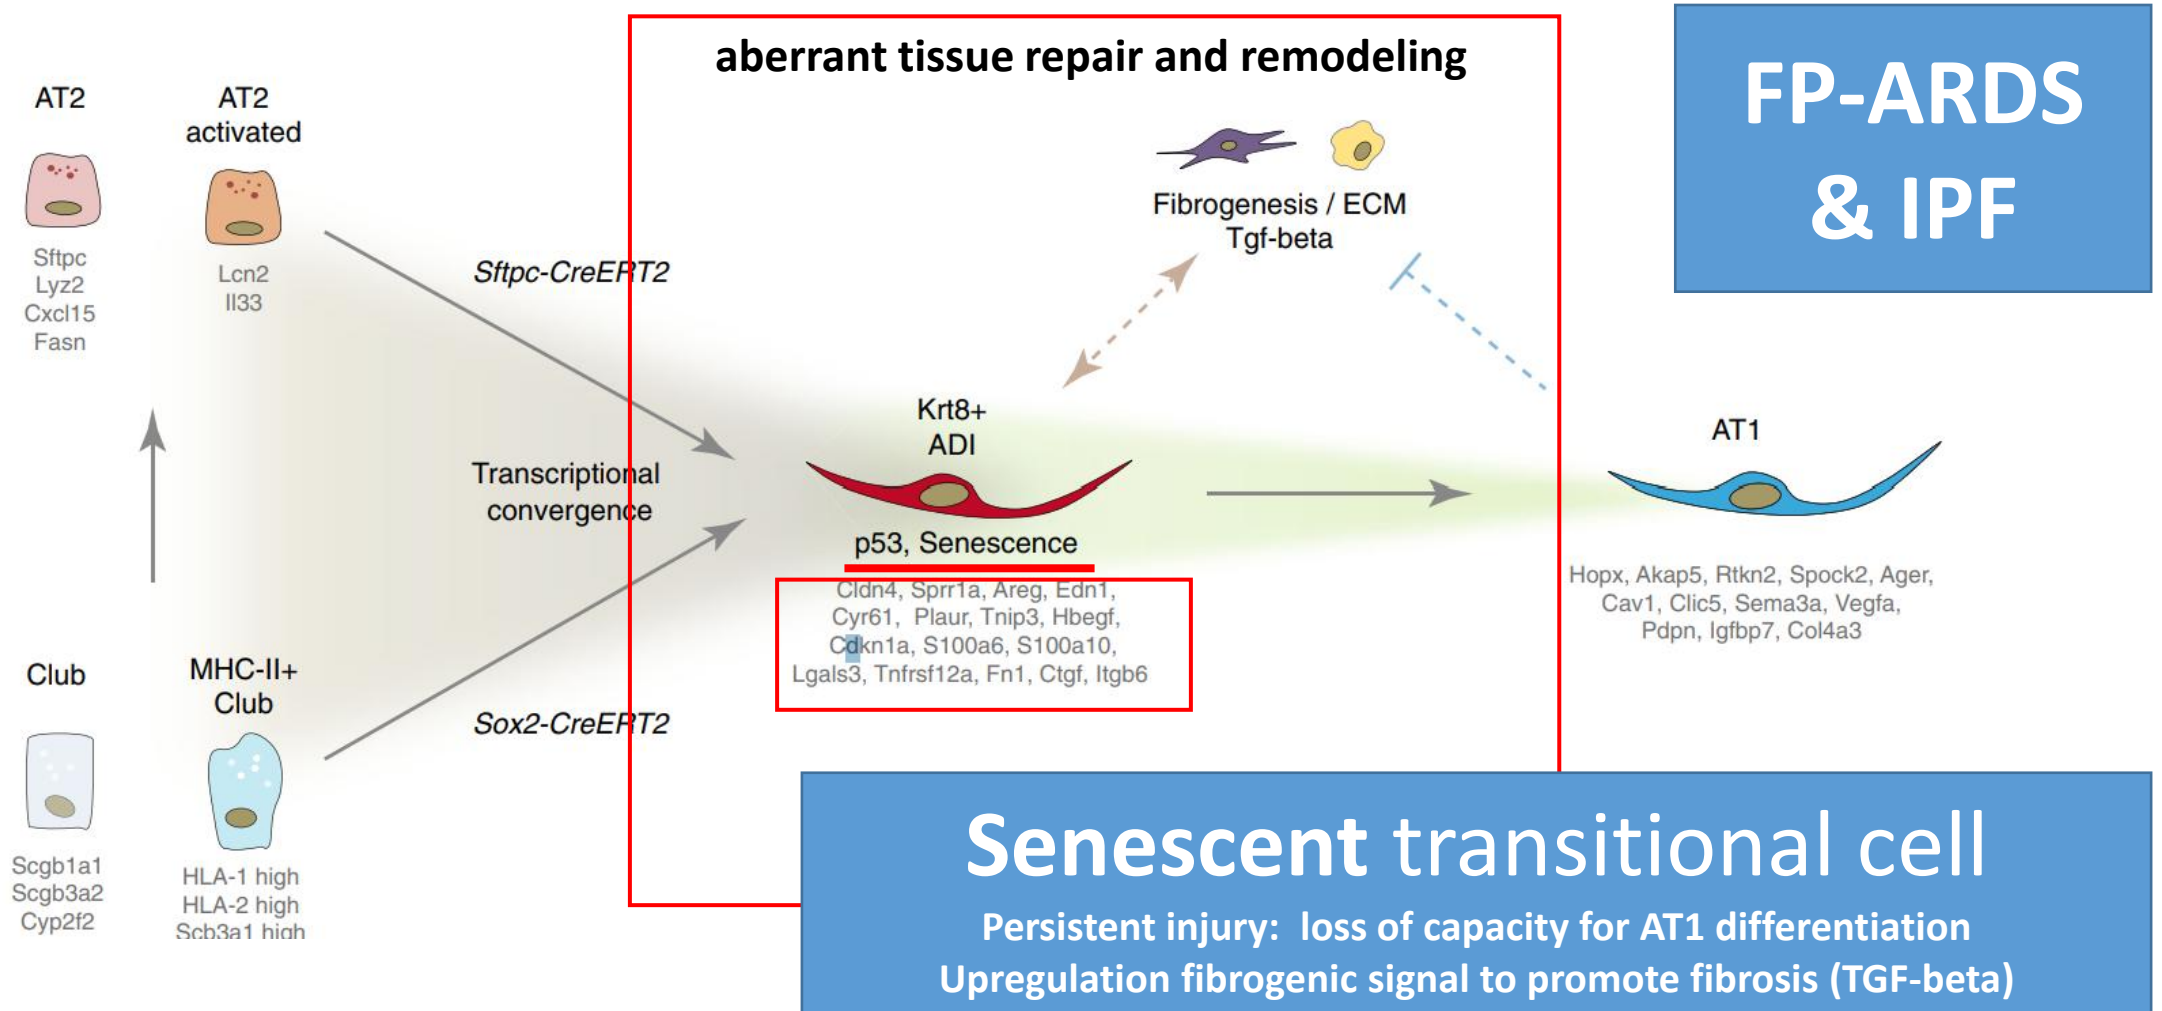 aberrant tissue repair and remodeling
FP-ARDS
& IPF
AT2
Sftpc
Lyz2
Cxcl15
Fasn
AT2
activated
Lcn2
Il33
Sftpc-CreERT2
Fibrogenesis / ECM
Tgf-beta
Transcriptional
convergence
Krt8+
ADI
p53, Senescence
Cldn4, Sprr1a, Areg, Edn1,
Cyr61, Plaur, Tnip3, Hbegf,
Cdkn1a, S100a6, S100a10,
Lgals3, Tnfrsf12a, Fn1, Ctgf, Itgb6
AT1
Hopx, Akap5, Rtkn2, Spock2, Ager,
Cav1, Clic5, Sema3a, Vegfa,
Pdpn, Igfbp7, Col4a3
Club
Scgb1a1
Scgb3a2
Cyp2f2
MHC-II+
Club
HLA-1 high
HLA-2 high
Scb3a1 high
Sox2-CreERT2
Senescent transitional cell
Persistent injury: loss of capacity for AT1 differentiation
Upregulation fibrogenic signal to promote fibrosis (TGF-beta)